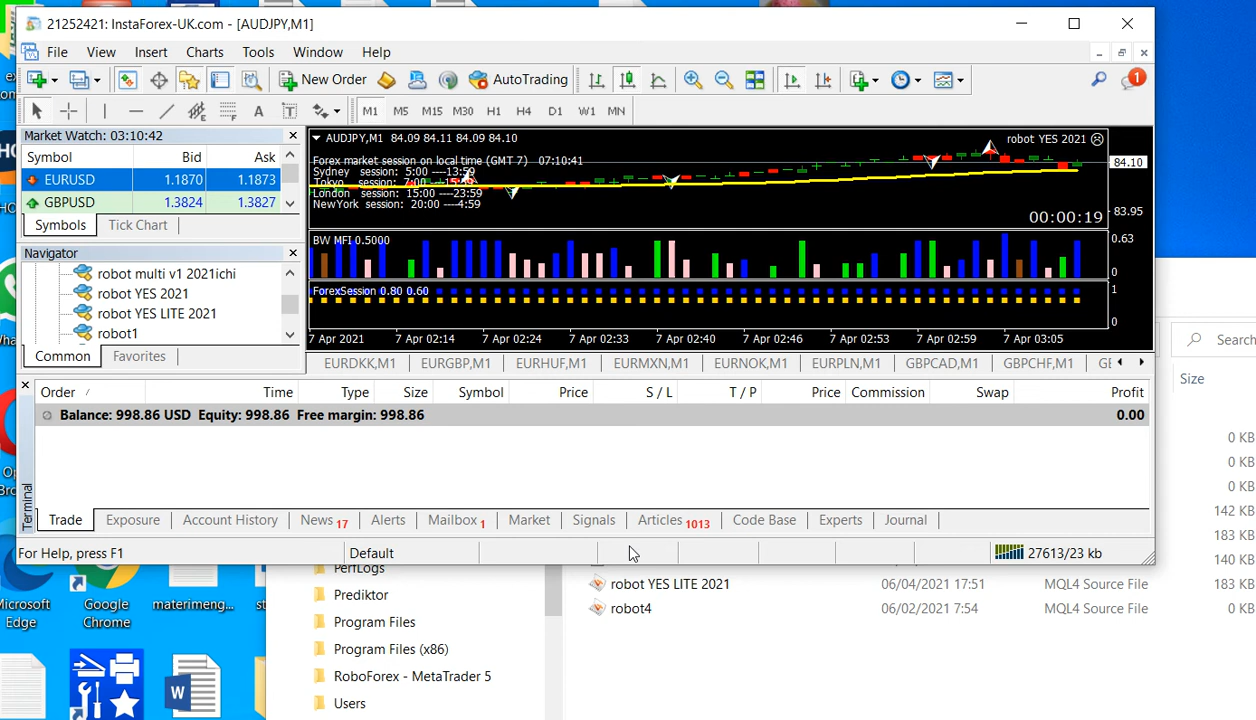 21252421: InstaForex-UK.com - [AUDJPY,M1]
File View Insert Charts Tools Window Help
New Order AutoTrading 1
A T M1 M5 M15 M30 H1 H4 D1 W1 MN
Market Watch: 03:10:42
Symbol Bid Ask
EURUSD 1.1870 1.1873
GBPUSD 1.3824 1.3827
Symbols Tick Chart
Navigator
robot multi v1 2021ichi
robot YES 2021
robot YES LITE 2021
robot1
Common Favorites
AUDJPY,M1 84.09 84.11 84.09 84.10
robot YES 2021
Forex market session on local time (GMT 7) 07:10:41
Sydney session: 5:00 ----13:59
Tokyo session: 7:00 ----15:59
London session: 15:00 ----23:59
NewYork session: 20:00 ----4:59
84.10
83.95
00:00:19
BW MFI 0.5000
0.63
0
ForexSession 0.80 0.60
1
0
7 Apr 2021 7 Apr 02:14 7 Apr 02:24 7 Apr 02:33 7 Apr 02:40 7 Apr 02:46 7 Apr 02:53 7 Apr 02:59 7 Apr 03:05
EURDKK,M1 EURGBP,M1 EURHUF,M1 EURMXN,M1 EURNOK,M1 EURPLN,M1 GBPCAD,M1 GBPCHF,M1
Order Time Type Size Symbol Price S / L T / P Price Commission Swap Profit
Balance: 998.86 USD Equity: 998.86 Free margin: 998.86 0.00
Terminal
Trade Exposure Account History News 17 Alerts Mailbox 1 Market Signals Articles 1013 Code Base Experts Journal
For Help, press F1 Default 27613/23 kb
Search
Size
0 KB
0 KB
0 KB
142 KB
183 KB
140 KB
PerfLogs
robot YES LITE 2021 06/04/2021 17:51 MQL4 Source File 183 KB
Prediktor
robot4 06/02/2021 7:54 MQL4 Source File 0 KB
Program Files
Program Files (x86)
RoboForex - MetaTrader 5
Users
Microsoft
Edge
Google
Chrome
materimeng...